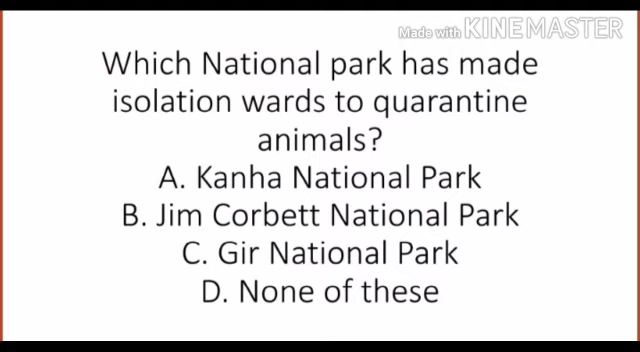 Made with KINEMASTER
Which National park has made
isolation wards to quarantine
animals?
A. Kanha National Park
B. Jim Corbett National Park
C. Gir National Park
D. None of these